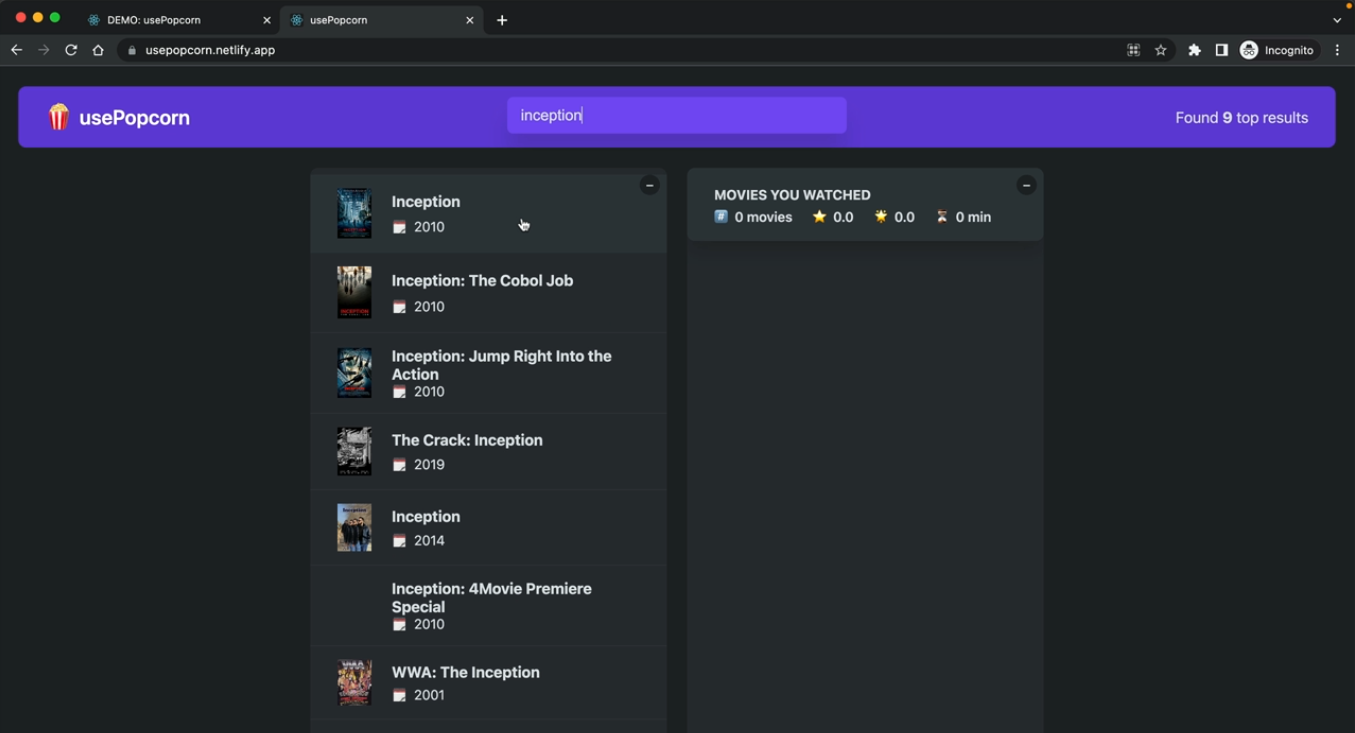 DEMO: usePopcorn
usePopcorn
usepopcorn.netlify.app
Incognito
usePopcorn
inception
Found 9 top results
Inception
2010
Inception: The Cobol Job
2010
Inception: Jump Right Into the
Action
2010
The Crack: Inception
2019
Inception
2014
Inception: 4Movie Premiere
Special
2010
WWA: The Inception
2001
MOVIES YOU WATCHED
# 0 movies 0.0 0.0 0 min